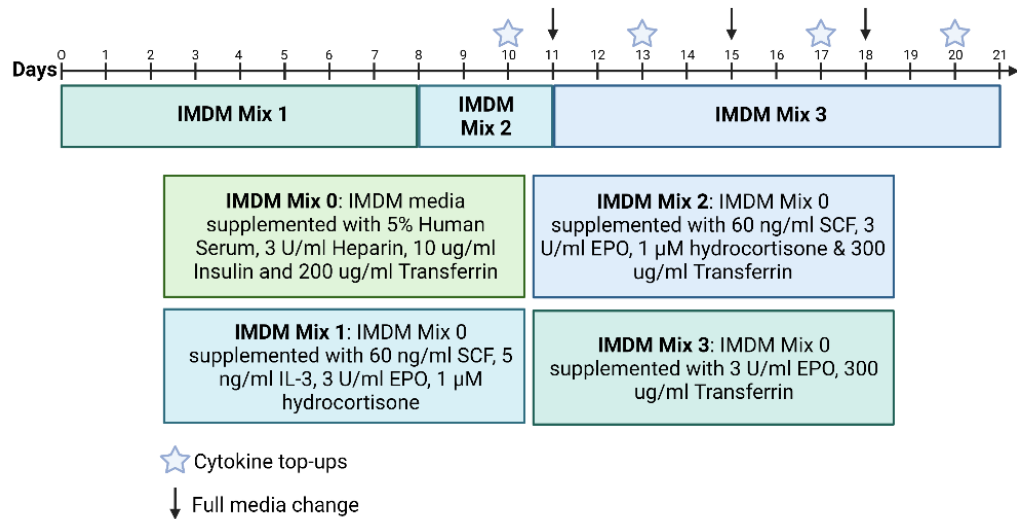 0 1 2 3 4 5 6 7 8 9 10 11 12 13 14 15 16 17 18 19 20 21
Days
IMDM Mix 1
IMDM
Mix 2
IMDM Mix 3
IMDM Mix 0: IMDM media
supplemented with 5% Human
Serum, 3 U/ml Heparin, 10 ug/ml
Insulin and 200 ug/ml Transferrin
IMDM Mix 2: IMDM Mix 0
supplemented with 60 ng/ml SCF, 3
U/ml EPO, 1 µM hydrocortisone & 300
ug/ml Transferrin
IMDM Mix 1: IMDM Mix 0
supplemented with 60 ng/ml SCF, 5
ng/ml IL-3, 3 U/ml EPO, 1 µM
hydrocortisone
IMDM Mix 3: IMDM Mix 0
supplemented with 3 U/ml EPO, 300
ug/ml Transferrin
Cytokine top-ups
Full media change